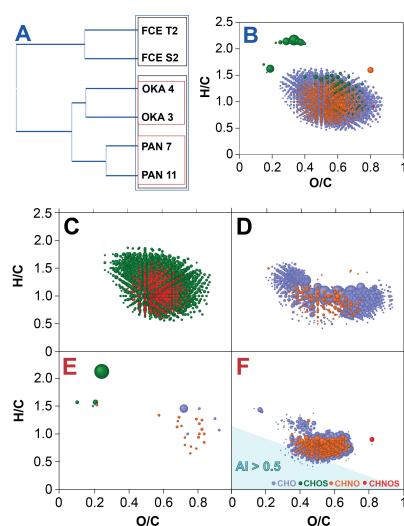 A
FCE T2
FCE S2
OKA 4
OKA 3
PAN 7
PAN 11
B
H/C
2.5
2.0
1.5
1.0
0.5
0
0 0.2 0.4 0.6 0.8 1
O/C
C
D
H/C
2.5
2.0
1.5
1.0
0.5
0
E
F
H/C
2.0
1.5
1.0
0.5
0
AI > 0.5
CHO CHOS CHNO CHNOS
0 0.2 0.4 0.6 0.8 0 0.2 0.4 0.6 0.8 1
O/C O/C